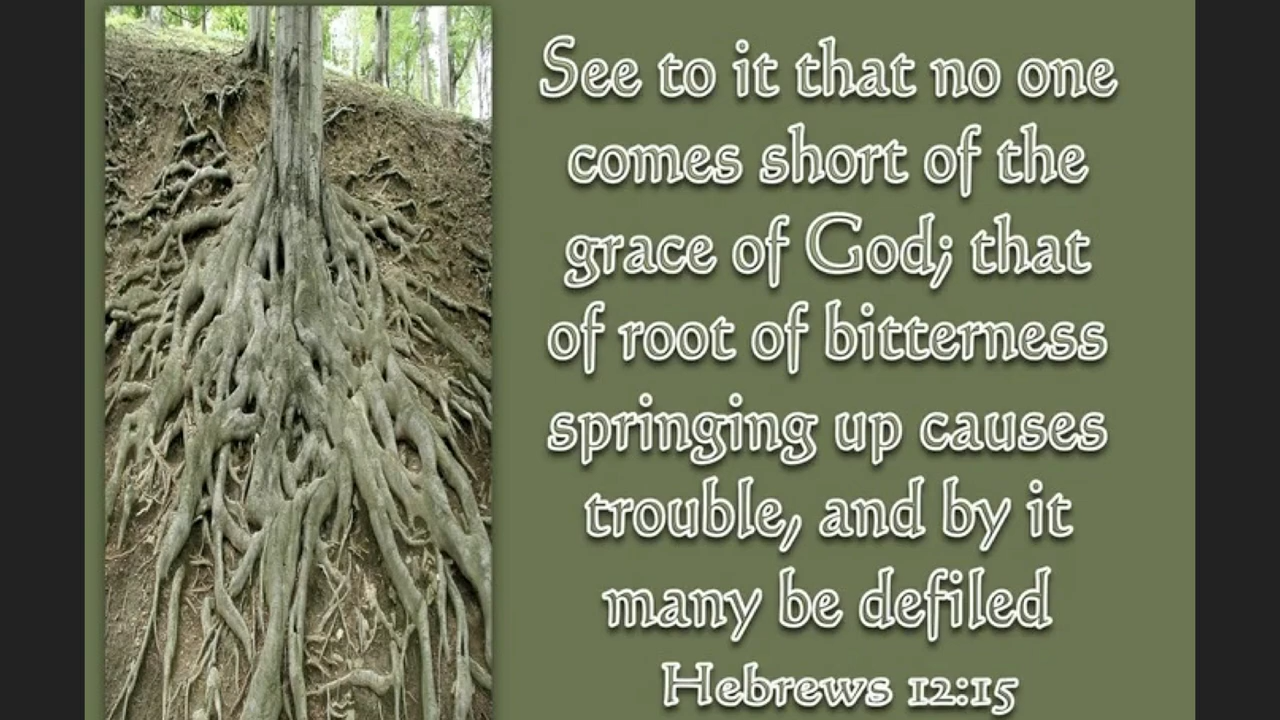 See to it that no one
comes short of the
grace of God; that
of root of bitterness
springing up causes
trouble, and by it
many be defiled
Hebrews 12:15